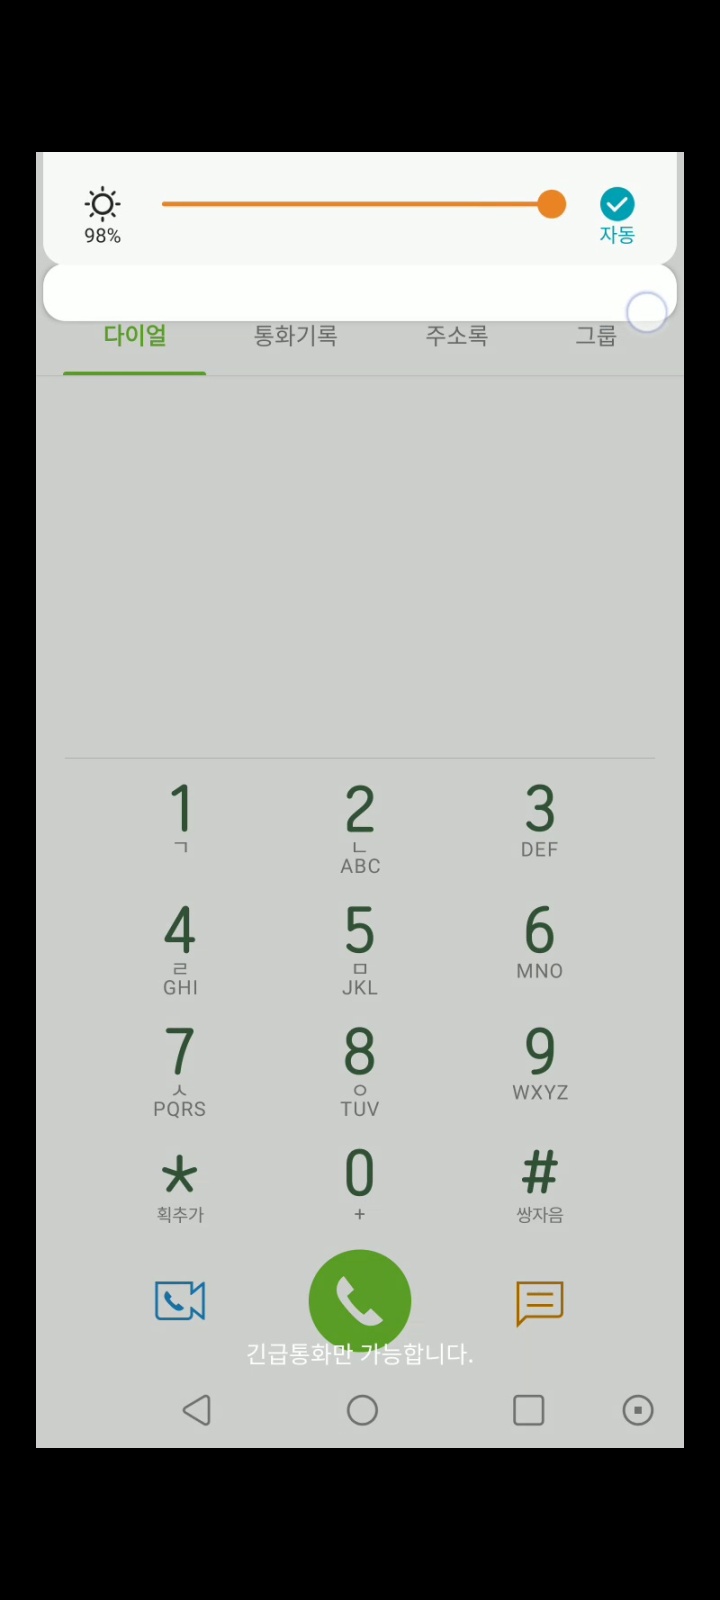 98%
자동
다이얼 통화기록 주소록 그룹
1 2 3
ㄱ ㄴ DEF
ABC
4 5 6
ㄹ ㅁ MNO
GHI JKL
7 8 9
ㅅ ㅇ WXYZ
PQRS TUV
* 0 #
획추가 + 쌍자음
긴급통화만 가능합니다.